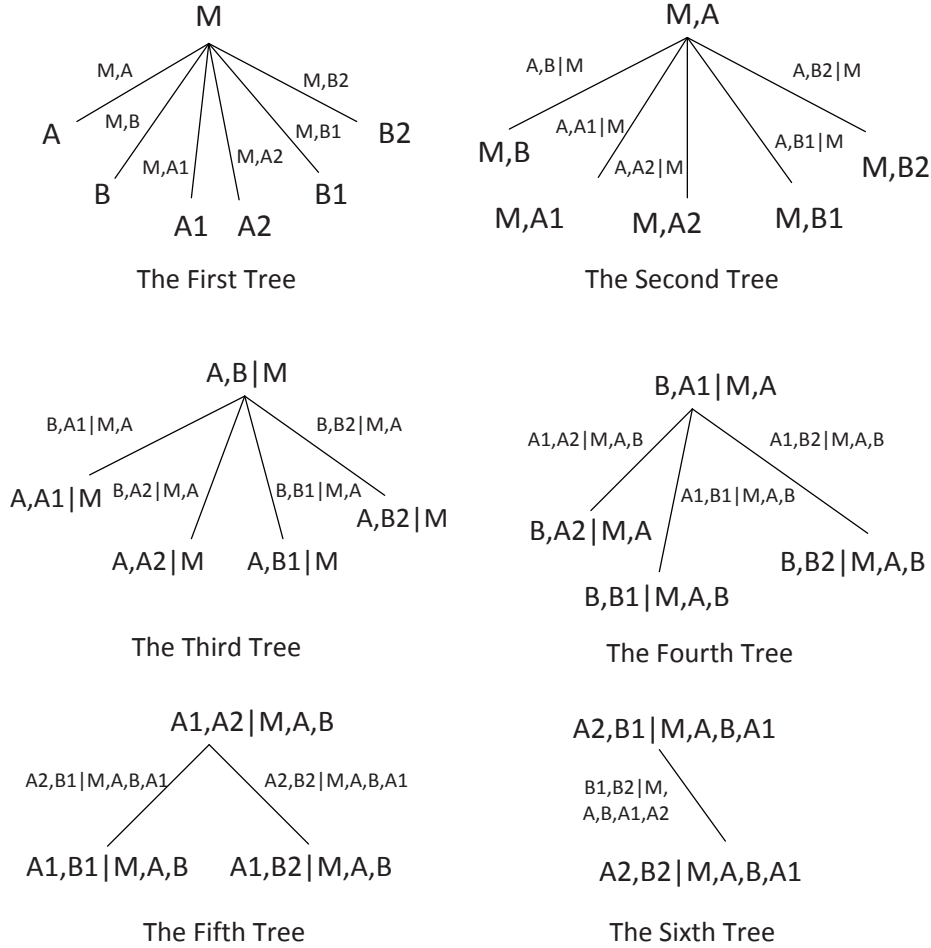 M
M,A
M,B2
M,B
M,B1
M,A1
M,A2
A
B2
B
B1
A1
A2
The First Tree
M,A
A,B|M
A,B2|M
A,A1|M
A,B1|M
A,A2|M
M,B
M,B2
M,A1
M,A2
M,B1
The Second Tree
A,B|M
B,A1|M,A
B,B2|M,A
A,A1|M
B,A2|M,A
B,B1|M,A
A,B2|M
A,A2|M
A,B1|M
The Third Tree
B,A1|M,A
A1,A2|M,A,B
A1,B2|M,A,B
A1,B1|M,A,B
B,A2|M,A
B,B2|M,A,B
B,B1|M,A,B
The Fourth Tree
A1,A2|M,A,B
A2,B1|M,A,B,A1
A2,B2|M,A,B,A1
A1,B1|M,A,B
A1,B2|M,A,B
The Fifth Tree
A2,B1|M,A,B,A1
B1,B2|M,
A,B,A1,A2
A2,B2|M,A,B,A1
The Sixth Tree